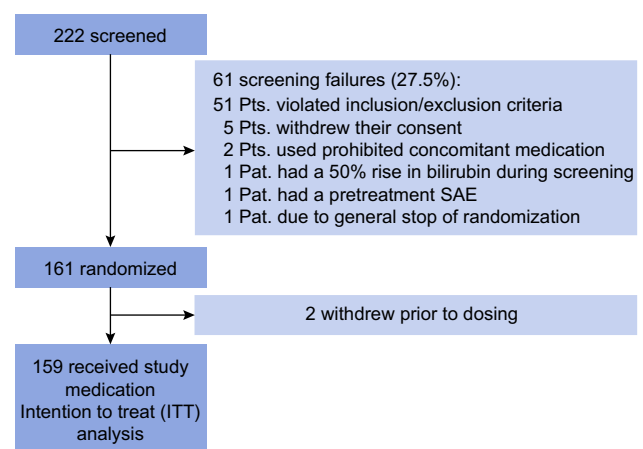 222 screened
61 screening failures (27.5%):
51 Pts. violated inclusion/exclusion criteria
5 Pts. withdrew their consent
2 Pts. used prohibited concomitant medication
1 Pat. had a 50% rise in bilirubin during screening
1 Pat. had a pretreatment SAE
1 Pat. due to general stop of randomization
161 randomized
2 withdrew prior to dosing
159 received study
medication
Intention to treat (ITT)
analysis